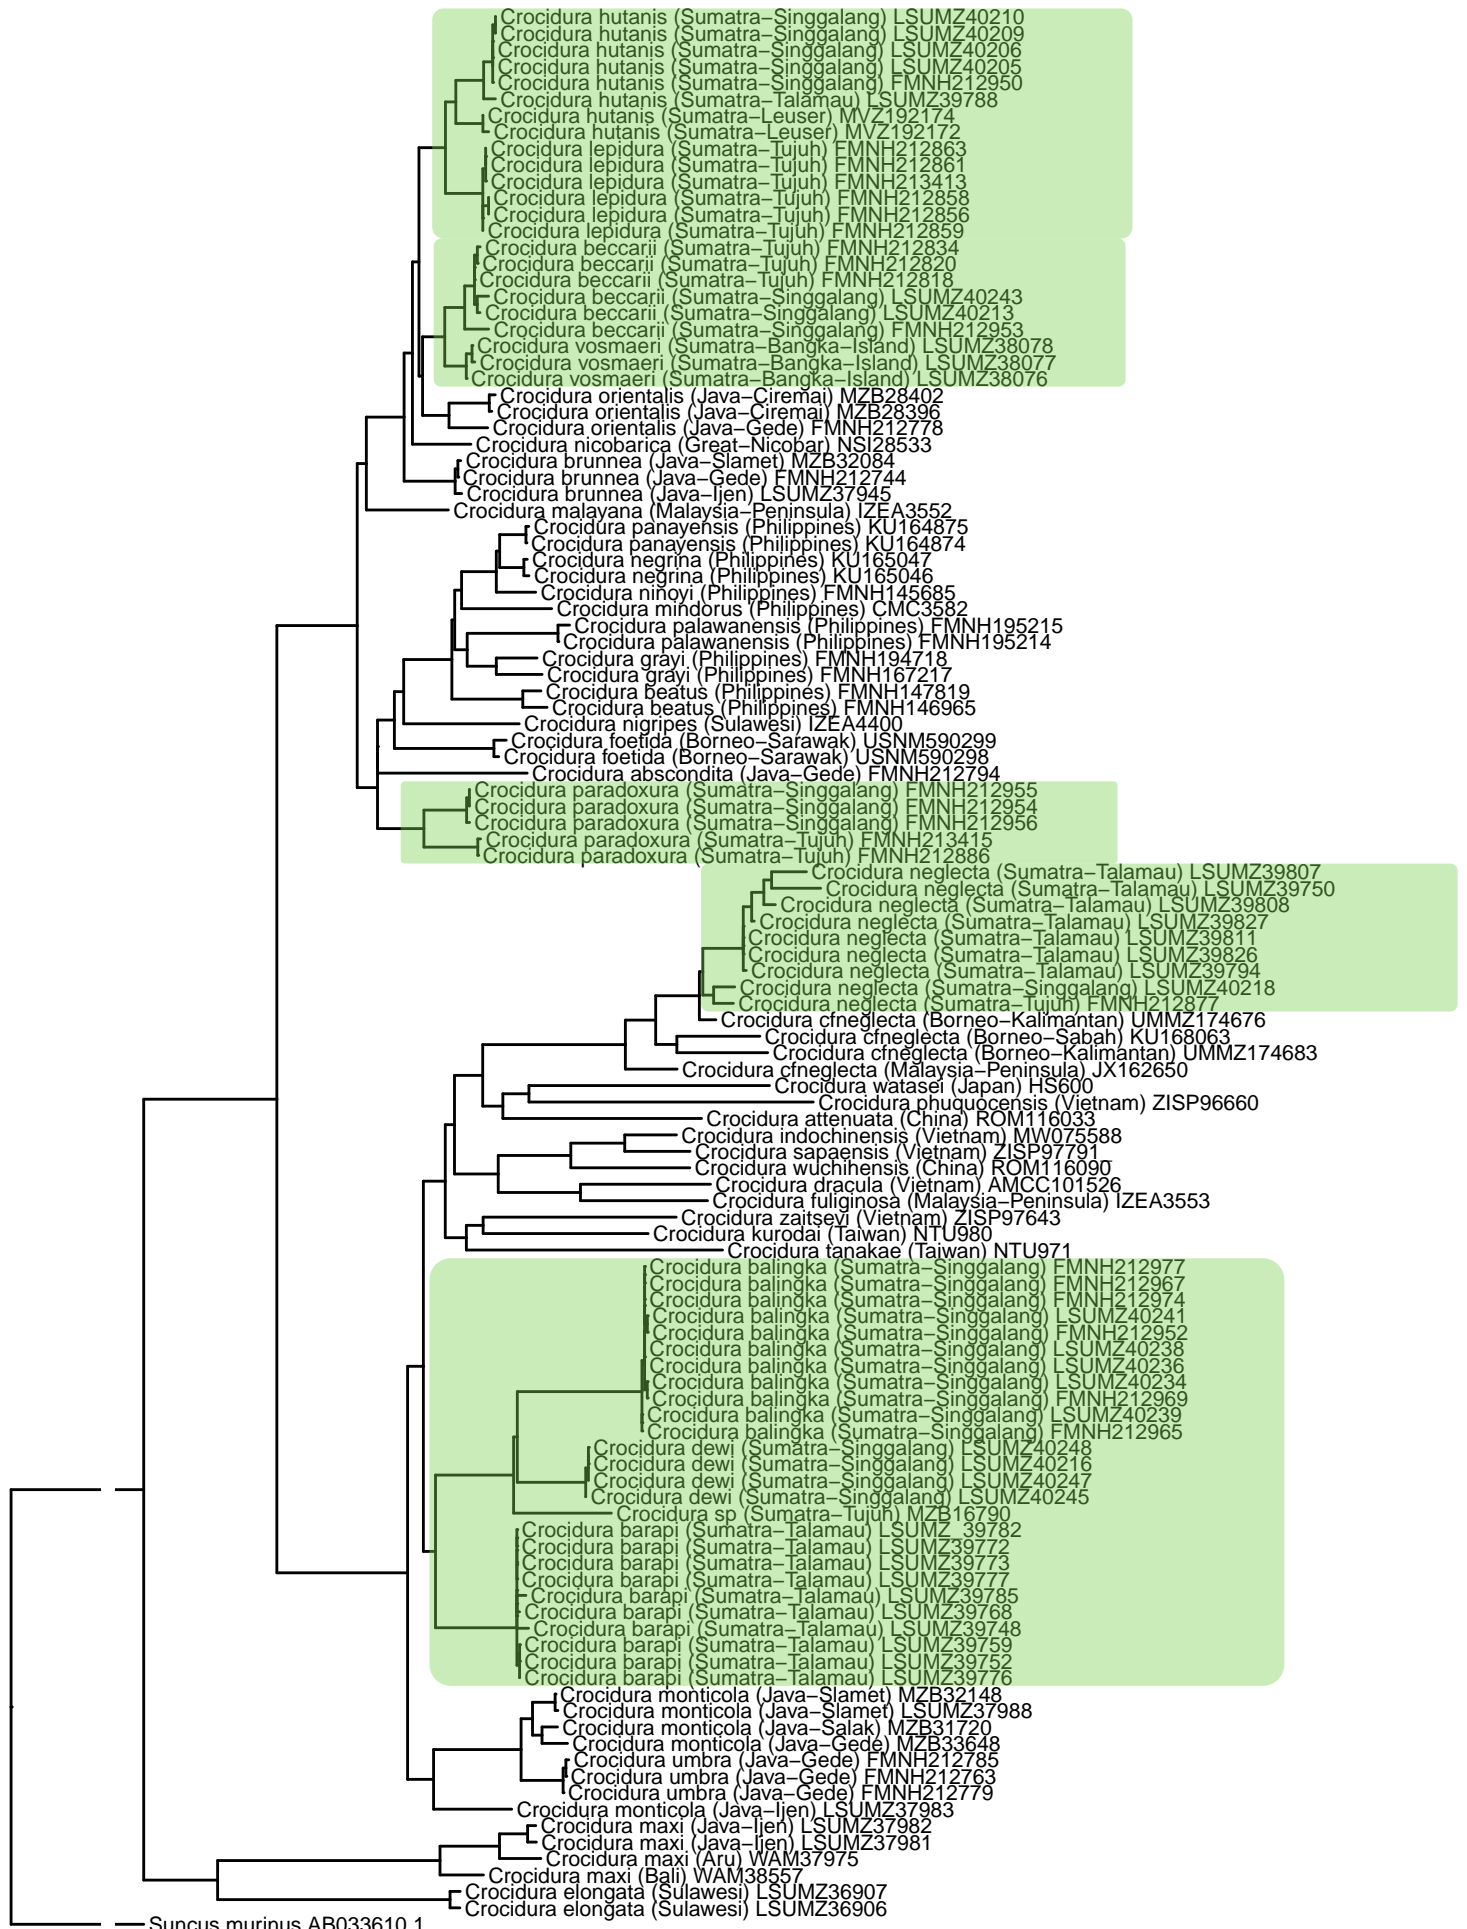 Crocidura hutanis (Sumatra−Singgalang) LSUMZ40210
Crocidura hutanis (Sumatra−Singgalang) LSUMZ40209
Crocidura hutanis (Sumatra−Singgalang) LSUMZ40206
Crocidura hutanis (Sumatra−Singgalang) LSUMZ40205
Crocidura hutanis (Sumatra−Singgalang) FMNH212950
Crocidura hutanis (Sumatra−Talamau) LSUMZ39788
Crocidura hutanis (Sumatra−Leuser) MVZ192174
Crocidura hutanis (Sumatra−Leuser) MVZ192172
Crocidura lepidura (Sumatra−Tujuh) FMNH212863
Crocidura lepidura (Sumatra−Tujuh) FMNH212861
Crocidura lepidura (Sumatra−Tujuh) FMNH213413
Crocidura lepidura (Sumatra−Tujuh) FMNH212858
Crocidura lepidura (Sumatra−Tujuh) FMNH212856
Crocidura lepidura (Sumatra−Tujuh) FMNH212859
Crocidura beccarii (Sumatra−Tujuh) FMNH212834
Crocidura beccarii (Sumatra−Tujuh) FMNH212820
Crocidura beccarii (Sumatra−Tujuh) FMNH212818
Crocidura beccarii (Sumatra−Singgalang) LSUMZ40243
Crocidura beccarii (Sumatra−Singgalang) LSUMZ40213
Crocidura beccarii (Sumatra−Singgalang) FMNH212953
Crocidura vosmaeri (Sumatra−Bangka−Island) LSUMZ38078
Crocidura vosmaeri (Sumatra−Bangka−Island) LSUMZ38077
Crocidura vosmaeri (Sumatra−Bangka−Island) LSUMZ38076
Crocidura orientalis (Java−Ciremai) MZB28402
Crocidura orientalis (Java−Ciremai) MZB28396
Crocidura orientalis (Java−Gede) FMNH212778
Crocidura nicobarica (Great−Nicobar) NSI28533
Crocidura brunnea (Java−Slamet) MZB32084
Crocidura brunnea (Java−Gede) FMNH212744
Crocidura brunnea (Java−Ijen) LSUMZ37945
Crocidura malayana (Malaysia−Peninsula) IZEA3552
Crocidura panayensis (Philippines) KU164875
Crocidura panayensis (Philippines) KU164874
Crocidura negrina (Philippines) KU165047
Crocidura negrina (Philippines) KU165046
Crocidura ninoyi (Philippines) FMNH145685
Crocidura mindorus (Philippines) CMC3582
Crocidura palawanensis (Philippines) FMNH195215
Crocidura palawanensis (Philippines) FMNH195214
Crocidura grayi (Philippines) FMNH194718
Crocidura grayi (Philippines) FMNH167217
Crocidura beatus (Philippines) FMNH147819
Crocidura beatus (Philippines) FMNH146965
Crocidura nigripes (Sulawesi) IZEA4400
Crocidura foetida (Borneo−Sarawak) USNM590299
Crocidura foetida (Borneo−Sarawak) USNM590298
Crocidura abscondita (Java−Gede) FMNH212794
Crocidura paradoxura (Sumatra−Singgalang) FMNH212955
Crocidura paradoxura (Sumatra−Singgalang) FMNH212954
Crocidura paradoxura (Sumatra−Singgalang) FMNH212956
Crocidura paradoxura (Sumatra−Tujuh) FMNH213415
Crocidura paradoxura (Sumatra−Tujuh) FMNH212886
Crocidura neglecta (Sumatra−Talamau) LSUMZ39807
Crocidura neglecta (Sumatra−Talamau) LSUMZ39750
Crocidura neglecta (Sumatra−Talamau) LSUMZ39808
Crocidura neglecta (Sumatra−Talamau) LSUMZ39827
Crocidura neglecta (Sumatra−Talamau) LSUMZ39811
Crocidura neglecta (Sumatra−Talamau) LSUMZ39826
Crocidura neglecta (Sumatra−Talamau) LSUMZ39794
Crocidura neglecta (Sumatra−Singgalang) LSUMZ40218
Crocidura neglecta (Sumatra−Tujuh) FMNH212877
Crocidura cfneglecta (Borneo−Kalimantan) UMMZ174676
Crocidura cfneglecta (Borneo−Sabah) KU168063
Crocidura cfneglecta (Borneo−Kalimantan) UMMZ174683
Crocidura cfneglecta (Malaysia−Peninsula) JX162650
Crocidura watasei (Japan) HS600
Crocidura phuquocensis (Vietnam) ZISP96660
Crocidura attenuata (China) ROM116033
Crocidura indochinensis (Vietnam) MW075588
Crocidura sapaensis (Vietnam) ZISP97791
Crocidura wuchihensis (China) ROM116090
Crocidura dracula (Vietnam) AMCC101526
Crocidura fuliginosa (Malaysia−Peninsula) IZEA3553
Crocidura zaitsevi (Vietnam) ZISP97643
Crocidura kurodai (Taiwan) NTU980
Crocidura tanakae (Taiwan) NTU971
Crocidura balingka (Sumatra−Singgalang) FMNH212977
Crocidura balingka (Sumatra−Singgalang) FMNH212967
Crocidura balingka (Sumatra−Singgalang) FMNH212974
Crocidura balingka (Sumatra−Singgalang) LSUMZ40241
Crocidura balingka (Sumatra−Singgalang) FMNH212952
Crocidura balingka (Sumatra−Singgalang) LSUMZ40238
Crocidura balingka (Sumatra−Singgalang) LSUMZ40236
Crocidura balingka (Sumatra−Singgalang) LSUMZ40234
Crocidura balingka (Sumatra−Singgalang) FMNH212969
Crocidura balingka (Sumatra−Singgalang) LSUMZ40239
Crocidura balingka (Sumatra−Singgalang) FMNH212965
Crocidura dewi (Sumatra−Singgalang) LSUMZ40248
Crocidura dewi (Sumatra−Singgalang) LSUMZ40216
Crocidura dewi (Sumatra−Singgalang) LSUMZ40247
Crocidura dewi (Sumatra−Singgalang) LSUMZ40245
Crocidura sp (Sumatra−Tujuh) MZB16790
Crocidura barapi (Sumatra−Talamau) LSUMZ_39782
Crocidura barapi (Sumatra−Talamau) LSUMZ39772
Crocidura barapi (Sumatra−Talamau) LSUMZ39773
Crocidura barapi (Sumatra−Talamau) LSUMZ39777
Crocidura barapi (Sumatra−Talamau) LSUMZ39785
Crocidura barapi (Sumatra−Talamau) LSUMZ39768
Crocidura barapi (Sumatra−Talamau) LSUMZ39748
Crocidura barapi (Sumatra−Talamau) LSUMZ39759
Crocidura barapi (Sumatra−Talamau) LSUMZ39752
Crocidura barapi (Sumatra−Talamau) LSUMZ39776
Crocidura monticola (Java−Slamet) MZB32148
Crocidura monticola (Java−Slamet) LSUMZ37988
Crocidura monticola (Java−Salak) MZB31720
Crocidura monticola (Java−Gede) MZB33648
Crocidura umbra (Java−Gede) FMNH212785
Crocidura umbra (Java−Gede) FMNH212763
Crocidura umbra (Java−Gede) FMNH212779
Crocidura monticola (Java−Ijen) LSUMZ37983
Crocidura maxi (Java−Ijen) LSUMZ37982
Crocidura maxi (Java−Ijen) LSUMZ37981
Crocidura maxi (Aru) WAM37975
Crocidura maxi (Bali) WAM38557
Crocidura elongata (Sulawesi) LSUMZ36907
Crocidura elongata (Sulawesi) LSUMZ36906
Suncus murinus AB033610.1